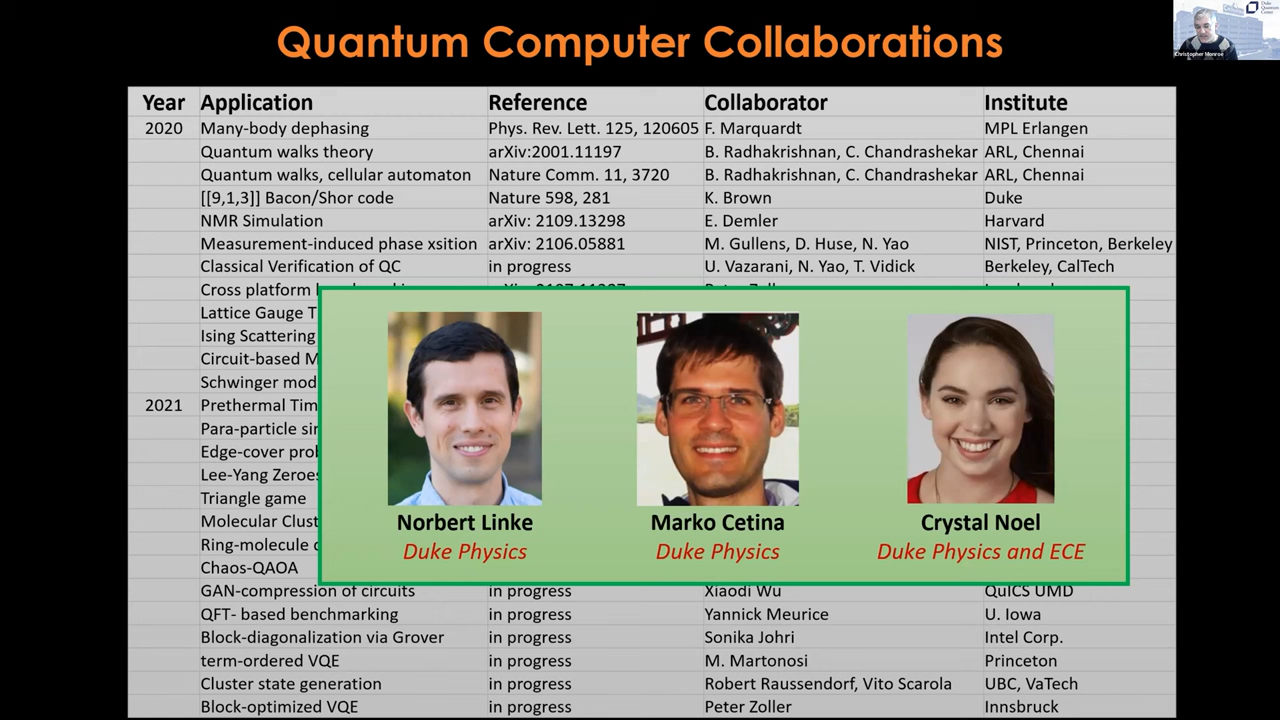 Quantum Computer Collaborations
Duke Quantum Center
Christopher Monroe
Year Application Reference Collaborator Institute
2020 Many-body dephasing Phys. Rev. Lett. 125, 120605 F. Marquardt MPL Erlangen
Quantum walks theory arXiv:2001.11197 B. Radhakrishnan, C. Chandrashekar ARL, Chennai
Quantum walks, cellular automaton Nature Comm. 11, 3720 B. Radhakrishnan, C. Chandrashekar ARL, Chennai
[[9,1,3]] Bacon/Shor code Nature 598, 281 K. Brown Duke
NMR Simulation arXiv: 2109.13298 E. Demler Harvard
Measurement-induced phase xsition arXiv: 2106.05881 M. Gullens, D. Huse, N. Yao NIST, Princeton, Berkeley
Classical Verification of QC in progress U. Vazarani, N. Yao, T. Vidick Berkeley, CalTech
Cross platform
Lattice Gauge T
Ising Scattering
Circuit-based M
Schwinger mod
2021 Prethermal Tim
Para-particle sin
Edge-cover prob
Lee-Yang Zeroes
Triangle game
Molecular Clust
Ring-molecule
Chaos-QAOA
Norbert Linke Marko Cetina Crystal Noel
Duke Physics Duke Physics Duke Physics and ECE
GAN-compression of circuits in progress Xiaodi Wu QuICS UMD
QFT- based benchmarking in progress Yannick Meurice U. Iowa
Block-diagonalization via Grover in progress Sonika Johri Intel Corp.
term-ordered VQE in progress M. Martonosi Princeton
Cluster state generation in progress Robert Raussendorf, Vito Scarola UBC, VaTech
Block-optimized VQE in progress Peter Zoller Innsbruck